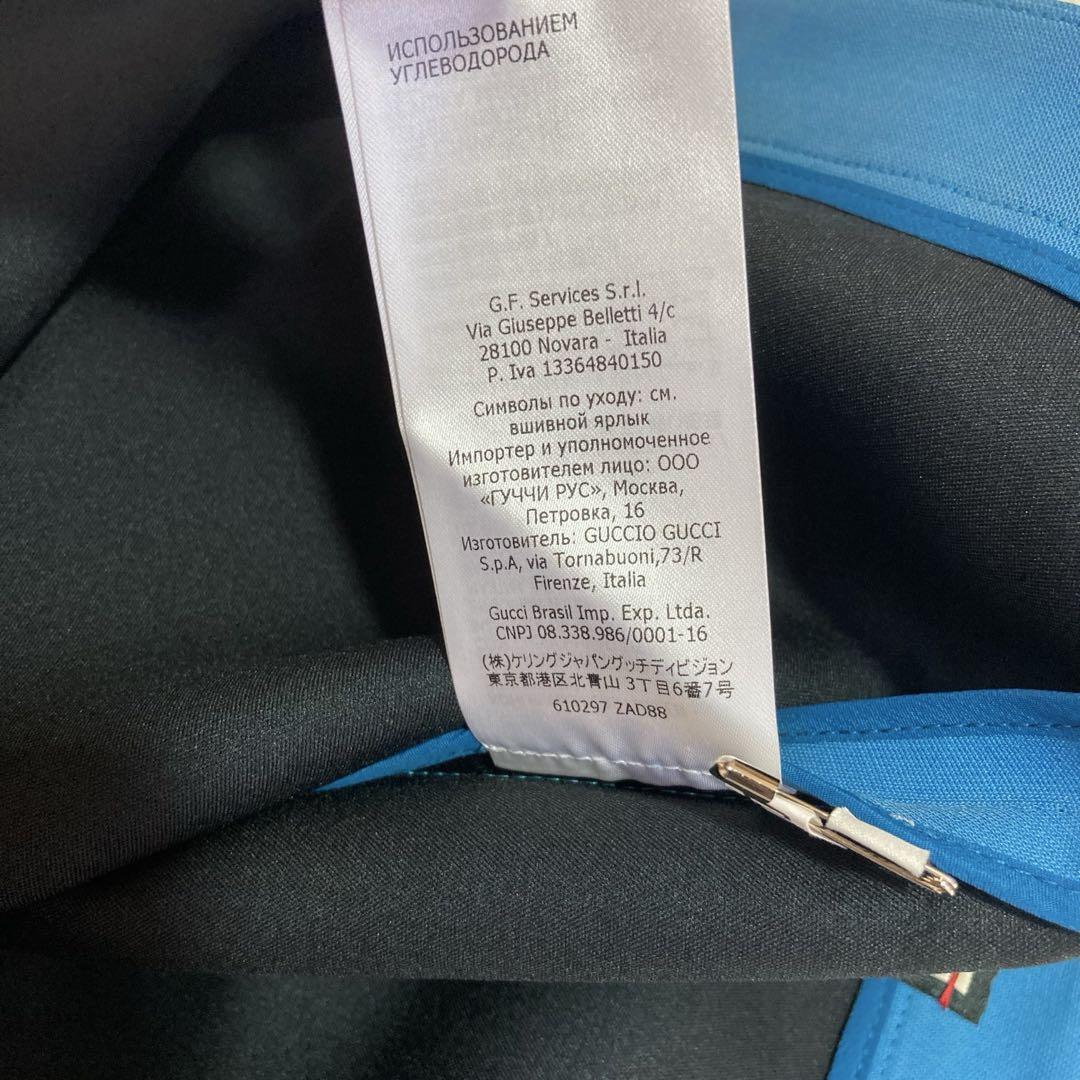 ИСПОЛЬЗОВАНИЕМ
УГЛЕВОДОРОДА
G.F. Services S.r.l.
Via Giuseppe Belletti 4/c
28100 Novara - Italia
P. Iva 13364840150
Символы по уходу: см.
вшивной ярлык
Импортер и уполномоченное
изготовителем лицо: ООО
«ГУЧЧИ РУС», Москва,
Петровка, 16
Изготовитель: GUCCIO GUCCI
S.p.A, via Tornabuoni,73/R
Firenze, Italia
Gucci Brasil Imp. Exp. Ltda.
CNPJ 08.338.986/0001-16
(株)ケリングジャパングッチディビジョン
東京都港区北青山 3丁目6番7号
610297 ZAD88